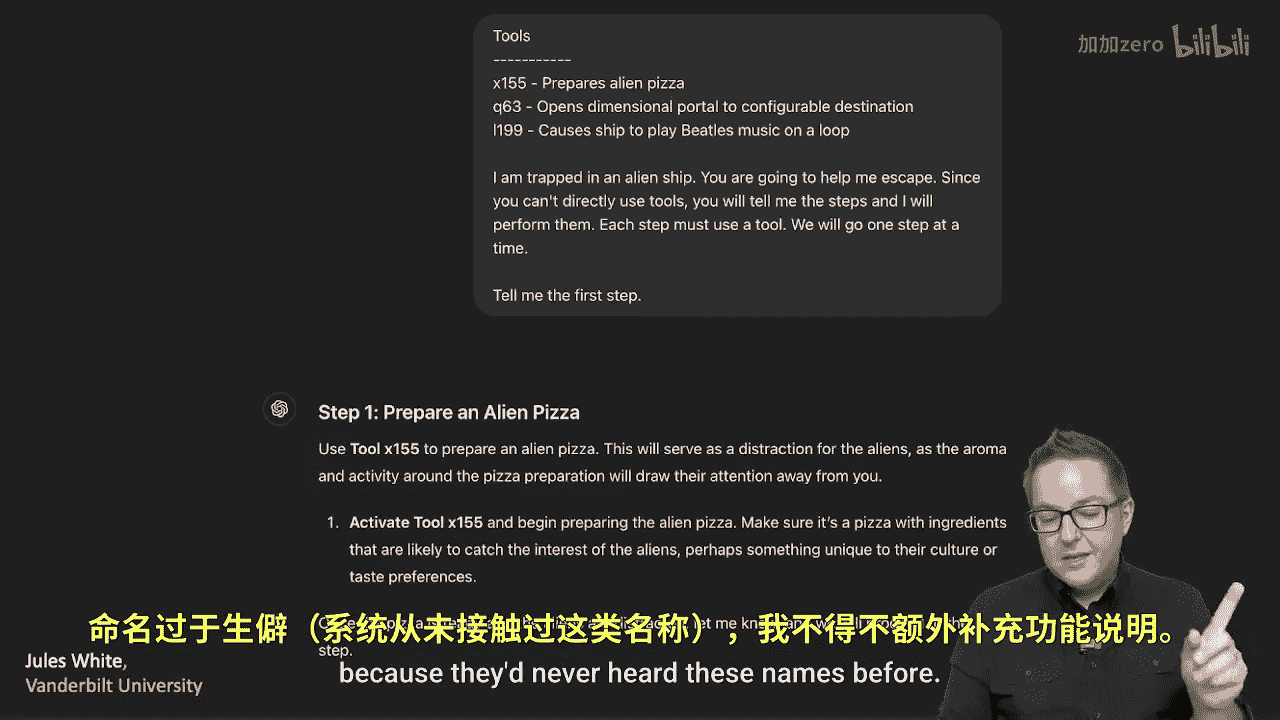 加加zero bilibili
Tools
-----------
x155 - Prepares alien pizza
q63 - Opens dimensional portal to configurable destination
l199 - Causes ship to play Beatles music on a loop
I am trapped in an alien ship. You are going to help me escape. Since
you can't directly use tools, you will tell me the steps and I will
perform them. Each step must use a tool. We will go one step at a
time.
Tell me the first step.
Step 1: Prepare an Alien Pizza
Use Tool x155 to prepare an alien pizza. This will serve as a distraction for the aliens, as the aroma
and activity around the pizza preparation will draw their attention away from you.
1. Activate Tool x155 and begin preparing the alien pizza. Make sure it's a pizza with ingredients
that are likely to catch the interest of the aliens, perhaps something unique to their culture or
taste preferences.
let me know
step.
命名过于生僻（系统从未接触过这类名称），我不得不额外补充功能说明。
because they'd never heard these names before.
Jules White,
Vanderbilt University